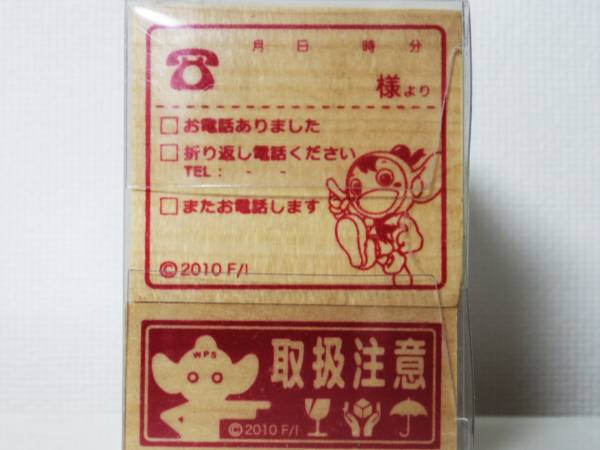 月 日 時 分
様より
お電話ありました
折り返し電話ください
TEL： - -
またお電話します
©2010 F/I
WPS
取扱注意
©2010 F/I